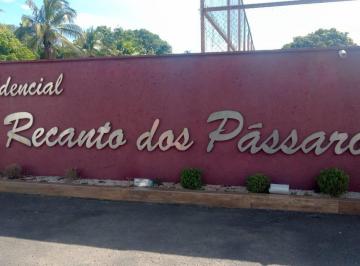 dencial
Recanto dos Pássaro